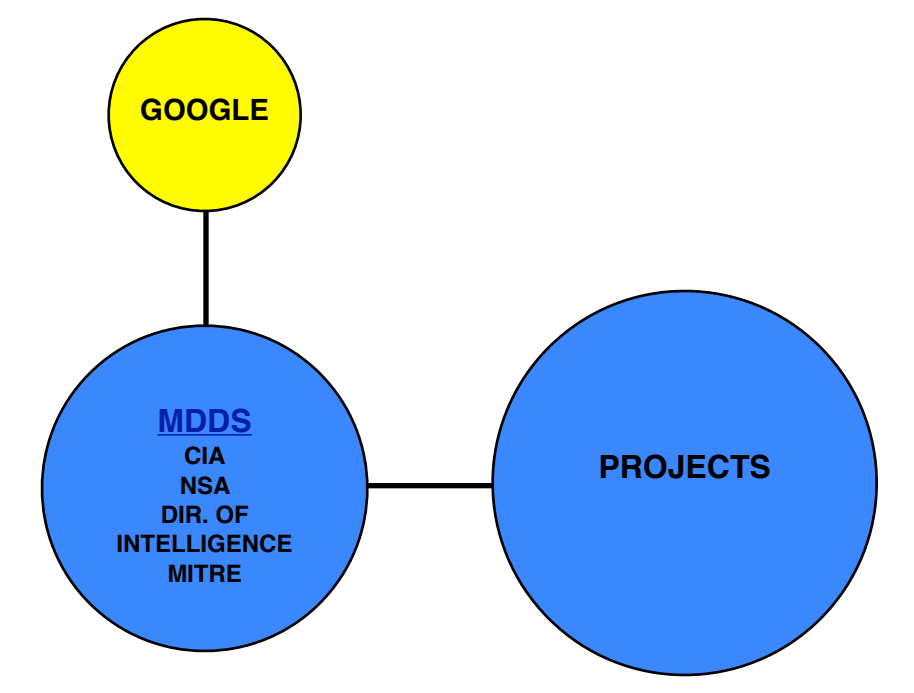 GOOGLE
MDDS
CIA
NSA
DIR. OF
INTELLIGENCE
MITRE
PROJECTS